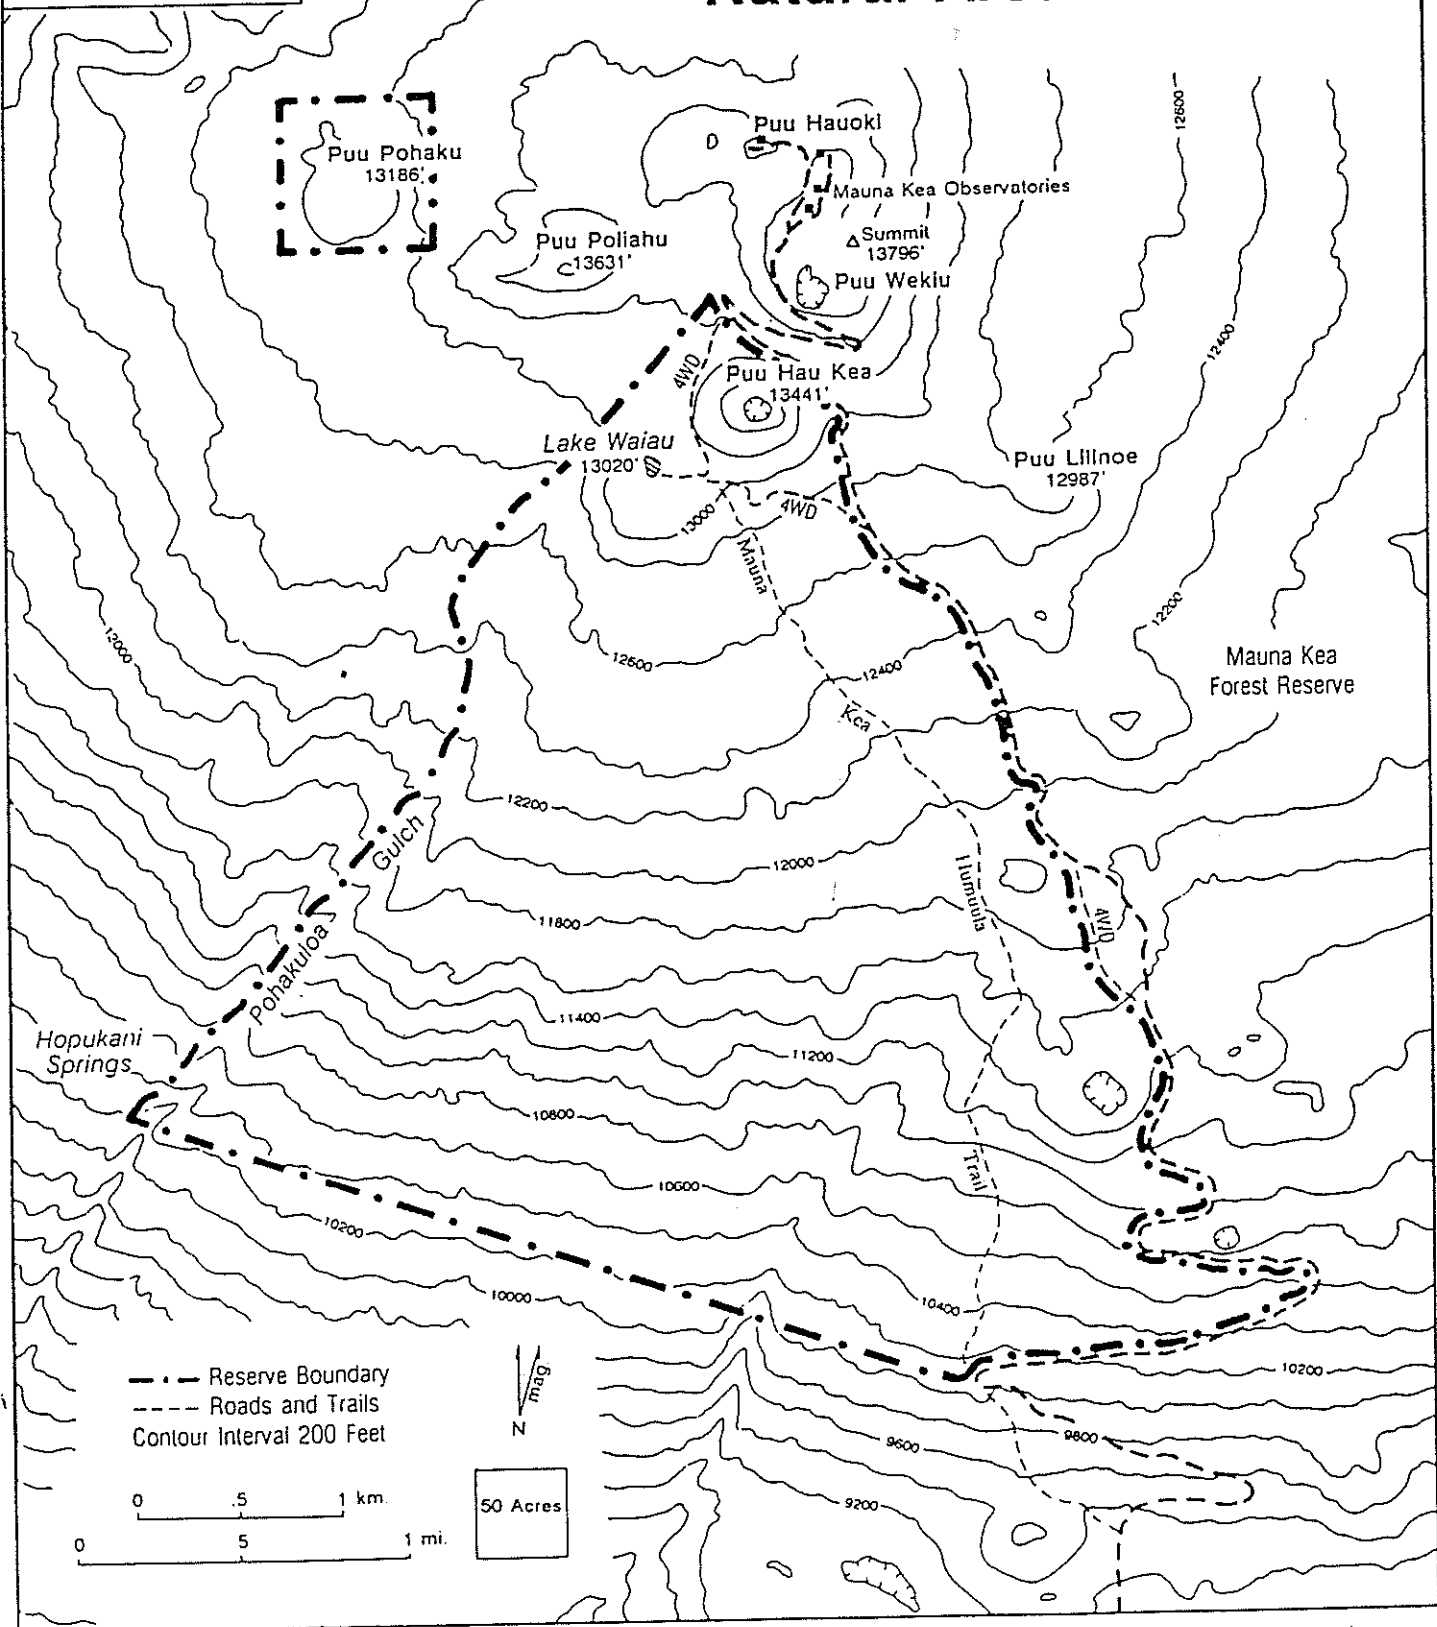 Puu Hauoki
Puu Pohaku
13186'
Mauna Kea Observatories
Puu Poliahu
13631'
Summit
13796'
Puu Wekiu
12600
12400
4WD
Puu Hau Kea
13441'
Lake Waiau
13020'
Puu Lilinoe
12987'
13000
4WD
Mauna
12200
12000
12600
12400
Mauna Kea
Forest Reserve
Kea
12200
Gulch
12000
Humuula
11800
4WD
Pohakuloa
11400
Hopukani
Springs
11200
10800
Trail
10600
10200
10000
10400
Reserve Boundary
Roads and Trails
Contour Interval 200 Feet
mag
N
10200
9800
9600
0 .5 1 km.
50 Acres
9200
0 5 1 mi.